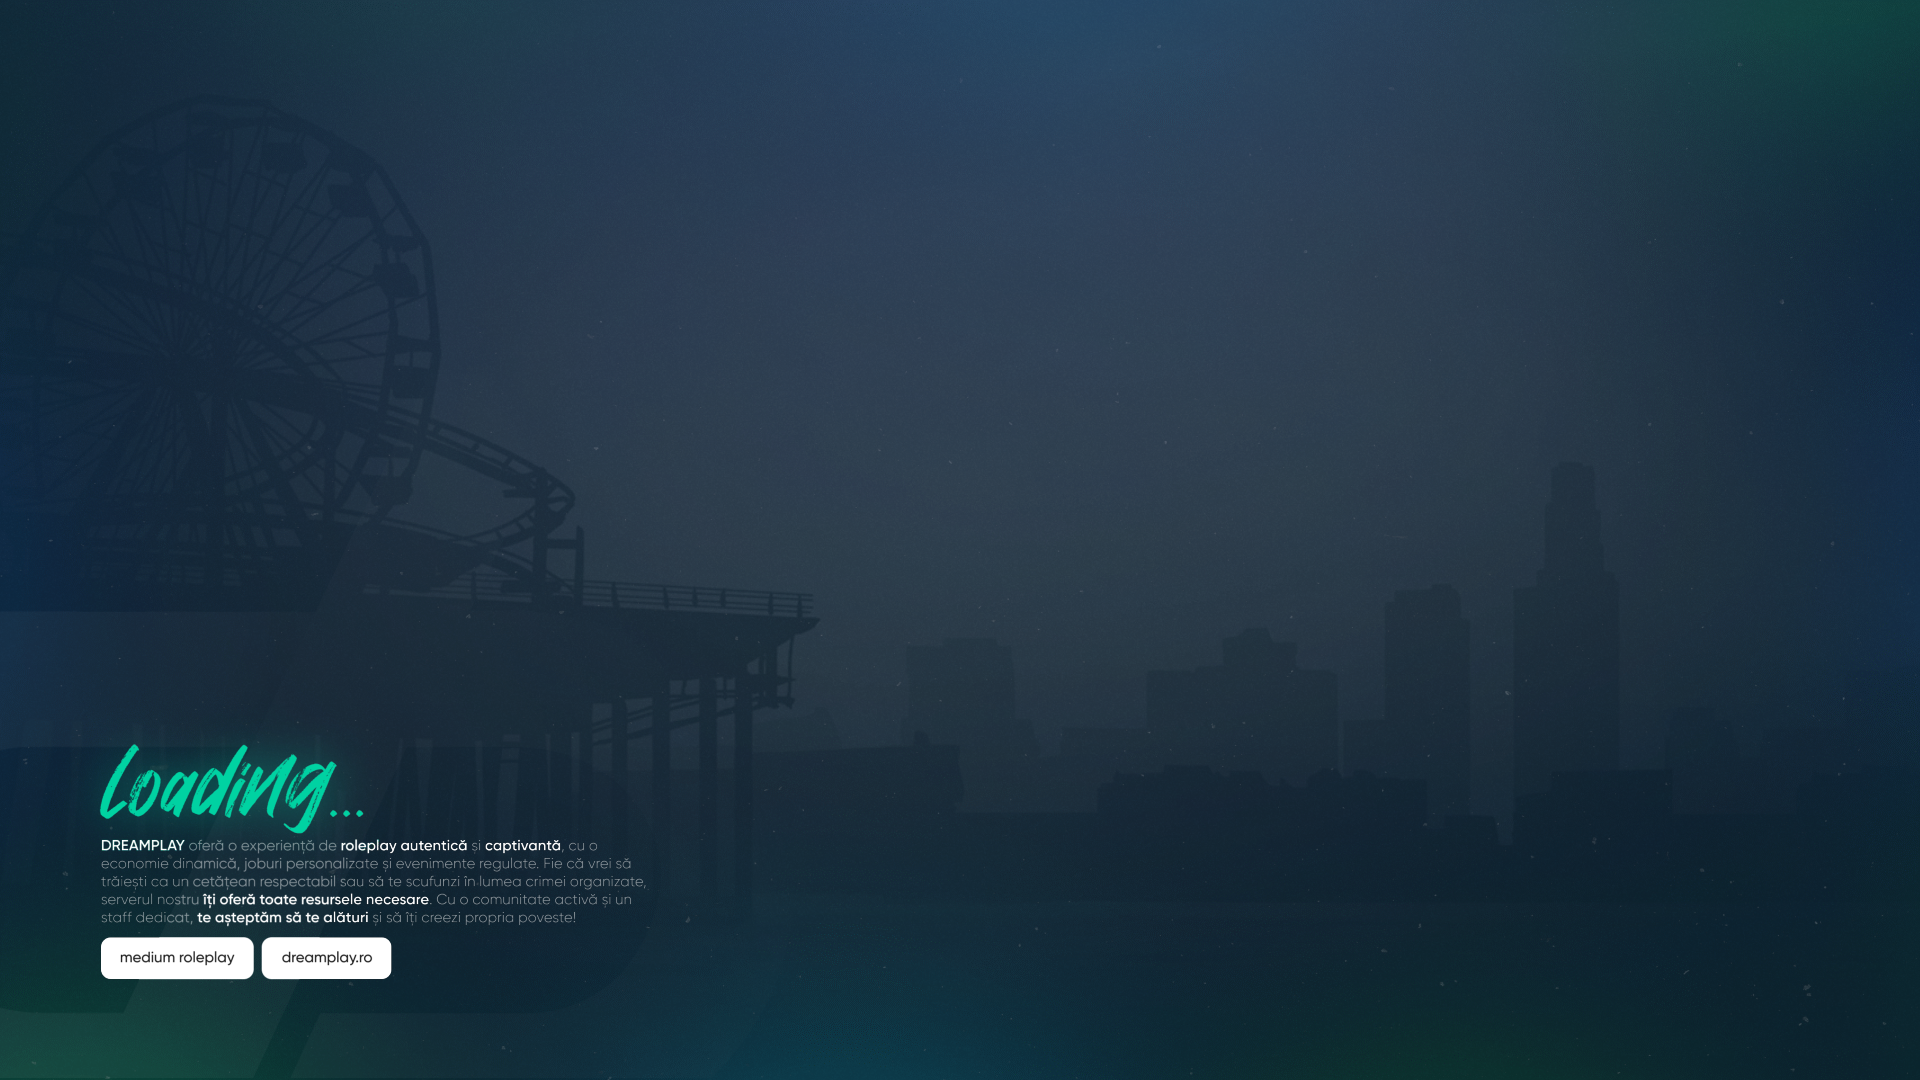 Loading...
DREAMPLAY oferă o experiență de roleplay autentică și captivantă, cu o
economie dinamică, joburi personalizate și evenimente regulate. Fie că vrei să
trăiești ca un cetățean respectabil sau să te scufunzi în lumea crimei organizate,
serverul nostru îți oferă toate resursele necesare. Cu o comunitate activă și un
staff dedicat, te așteptăm să te alături și să îți creezi propria poveste!
medium roleplay
dreamplay.ro